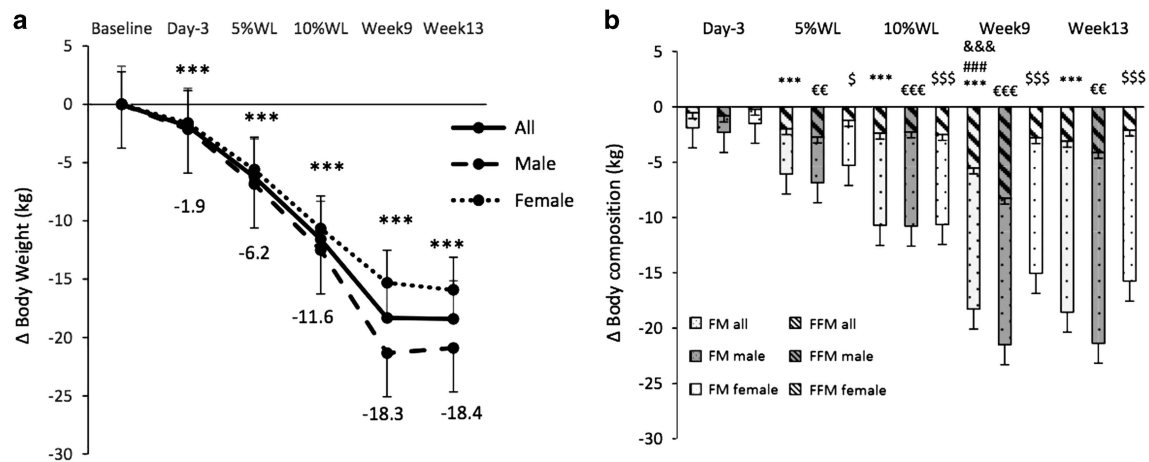 a
Baseline Day-3 5%WL 10%WL Week9 Week13
5
0
-5
-10
-15
-20
-25
-30
Δ Body Weight (kg)
***
***
***
***
***
-1.9
-6.2
-11.6
-18.3
-18.4
All
Male
Female
b
Day-3 5%WL 10%WL Week9 Week13
5
0
-5
-10
-15
-20
-25
-30
Δ Body composition (kg)
*** €€ $
*** €€€ $$$
&&&
###
*** €€€ $$$
*** €€ $$$
FM all FFM all
FM male FFM male
FM female FFM female